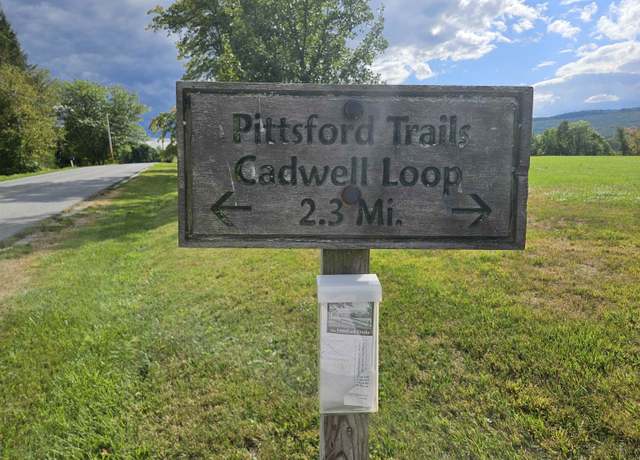 Pittsford Trails
Cadwell Loop
2.3 Mi.